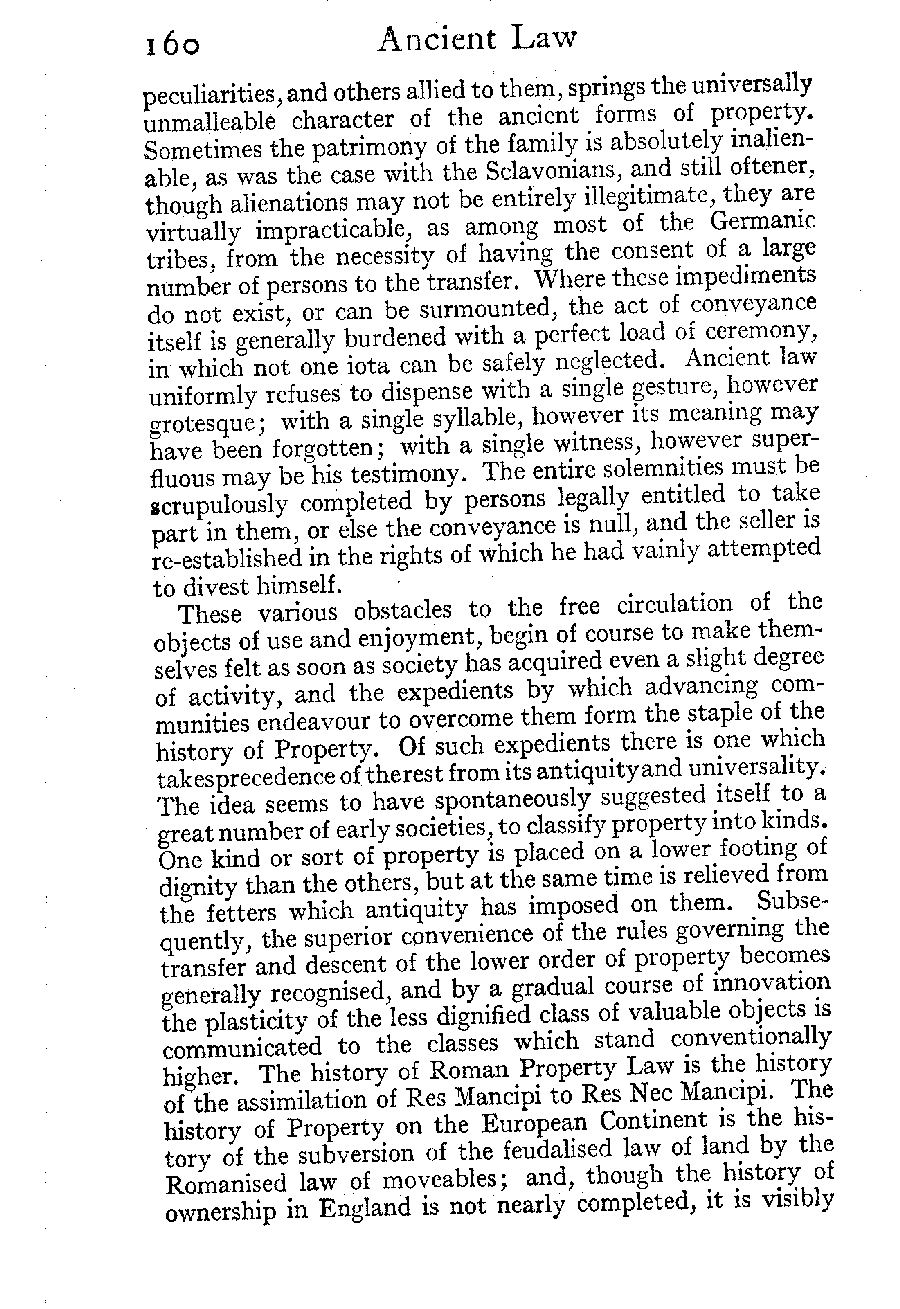 160 Ancient Law
peculiarities, and others allied to them, springs the universally
unmalleable character of the ancient forms of property.
Sometimes the patrimony of the family is absolutely inalien-
able, as was the case with the Sclavonians, and still oftener,
though alienations may not be entirely illegitimate, they are
virtually impracticable, as among most of the Germanic
tribes, from the necessity of having the consent of a large
number of persons to the transfer. Where these impediments
do not exist, or can be surmounted, the act of conveyance
itself is generally burdened with a perfect load of ceremony,
in which not one iota can be safely neglected. Ancient law
uniformly refuses to dispense with a single gesture, however
grotesque; with a single syllable, however its meaning may
have been forgotten; with a single witness, however super-
fluous may be his testimony. The entire solemnities must be
scrupulously completed by persons legally entitled to take
part in them, or else the conveyance is null, and the seller is
re-established in the rights of which he had vainly attempted
to divest himself.
These various obstacles to the free circulation of the
objects of use and enjoyment, begin of course to make them-
selves felt as soon as society has acquired even a slight degree
of activity, and the expedients by which advancing com-
munities endeavour to overcome them form the staple of the
history of Property. Of such expedients there is one which
takes precedence of the rest from its antiquity and universality.
The idea seems to have spontaneously suggested itself to a
great number of early societies, to classify property into kinds.
One kind or sort of property is placed on a lower footing of
dignity than the others, but at the same time is relieved from
the fetters which antiquity has imposed on them. Subse-
quently, the superior convenience of the rules governing the
transfer and descent of the lower order of property becomes
generally recognised, and by a gradual course of innovation
the plasticity of the less dignified class of valuable objects is
communicated to the classes which stand conventionally
higher. The history of Roman Property Law is the history
of the assimilation of Res Mancipi to Res Nec Mancipi. The
history of Property on the European Continent is the his-
tory of the subversion of the feudalised law of land by the
Romanised law of moveables; and, though the history of
ownership in England is not nearly completed, it is visibly